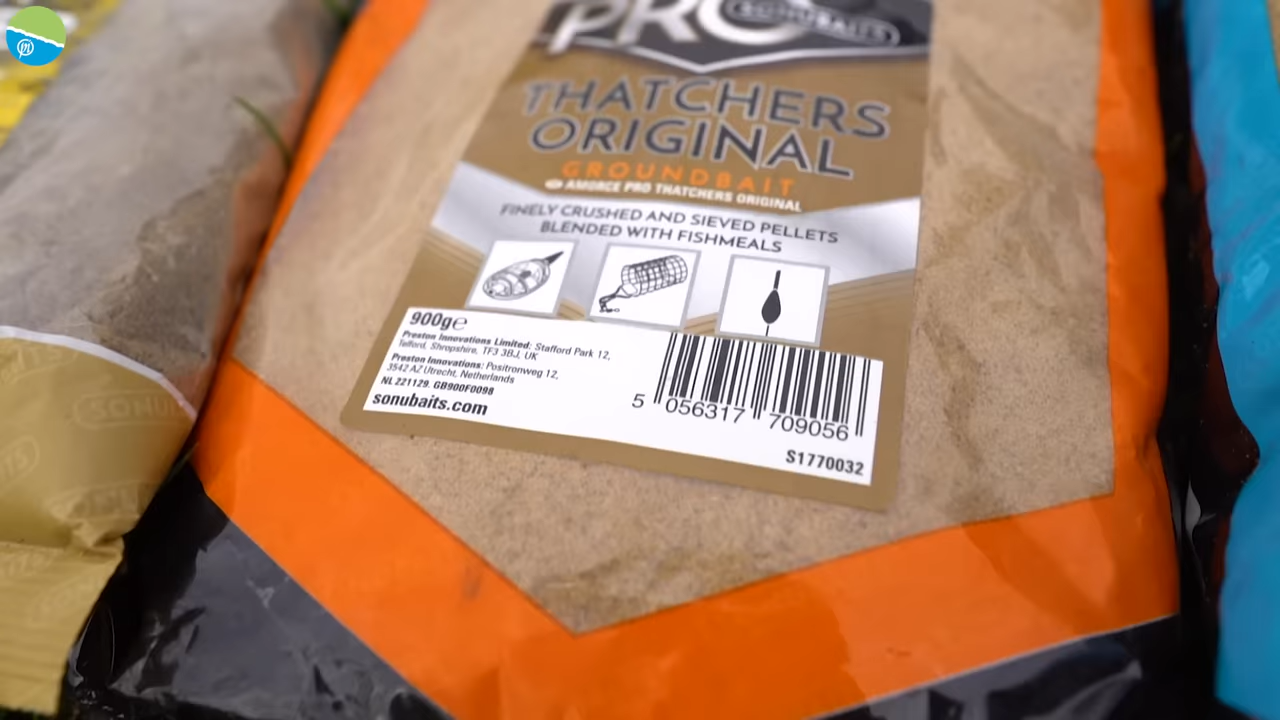 PRO
SONUBAITS
THATCHERS
ORIGINAL
GROUNDBAIT
AMORCE PRO THATCHERS ORIGINAL
FINELY CRUSHED AND SIEVED PELLETS
BLENDED WITH FISHMEALS
900g℮
Preston Innovations Limited: Stafford Park 12,
Telford, Shropshire, TF3 3BJ, UK
Preston Innovations: Positronweg 12,
3542 AZ Utrecht, Netherlands
NL 221129. GB900F0098
sonubaits.com
5 056317 709056
S1770032